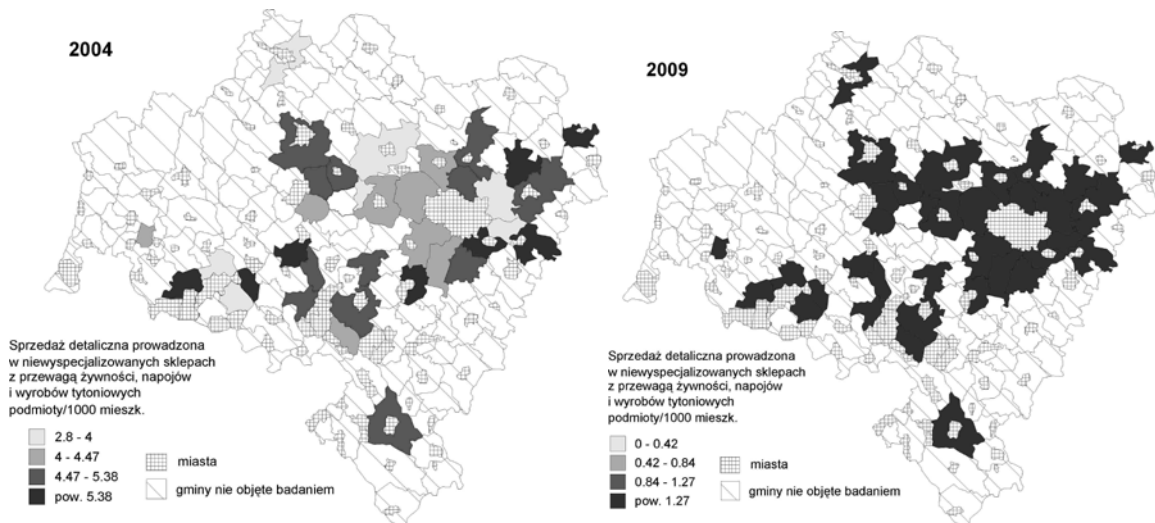 2004
Sprzedaż detaliczna prowadzona
w niewyspecjalizowanych sklepach
z przewagą żywności, napojów
i wyrobów tytoniowych
podmioty/1000 mieszk.
2.8 - 4
4 - 4.47
4.47 - 5.38
pow. 5.38
miasta
gminy nie objęte badaniem
2009
Sprzedaż detaliczna prowadzona
w niewyspecjalizowanych sklepach
z przewagą żywności, napojów
i wyrobów tytoniowych
podmioty/1000 mieszk.
0 - 0.42
0.42 - 0.84
0.84 - 1.27
pow. 1.27
miasta
gminy nie objęte badaniem